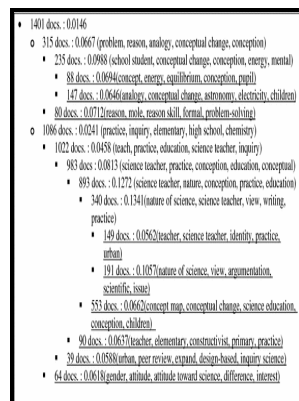 1401 docs. : 0.0146
315 docs. : 0.0667 (problem, reason, analogy, conceptual change, conception)
235 docs. : 0.0988 (school student, conceptual change, conception, energy, mental)
88 docs. : 0.0694(concept, energy, equilibrium, conception, pupil)
147 docs. : 0.0646(analogy, conceptual change, astronomy, electricity, children)
80 docs. : 0.0712(reason, mole, reason skill, formal, problem-solving)
1086 docs. : 0.0241 (practice, inquiry, elementary, high school, chemistry)
1022 docs. : 0.0458 (teach, practice, education, science teacher, inquiry)
983 docs. : 0.0813 (science teacher, practice, conception, education, conceptual)
893 docs. : 0.1272 (science teacher, nature, conception, practice, education)
340 docs. : 0.1341(nature of science, science teacher, view, writing,
practice)
149 docs. : 0.0562(teacher, science teacher, identity, practice,
urban)
191 docs. : 0.1057(nature of science, view, argumentation,
scientific, issue)
553 docs. : 0.0662(concept map, conceptual change, science education,
conception, children)
90 docs. : 0.0637(teacher, elementary, constructivist, primary, practice)
39 docs. : 0.0588(urban, peer review, expand, design-based, inquiry science)
64 docs. : 0.0618(gender, attitude, attitude toward science, difference, interest)